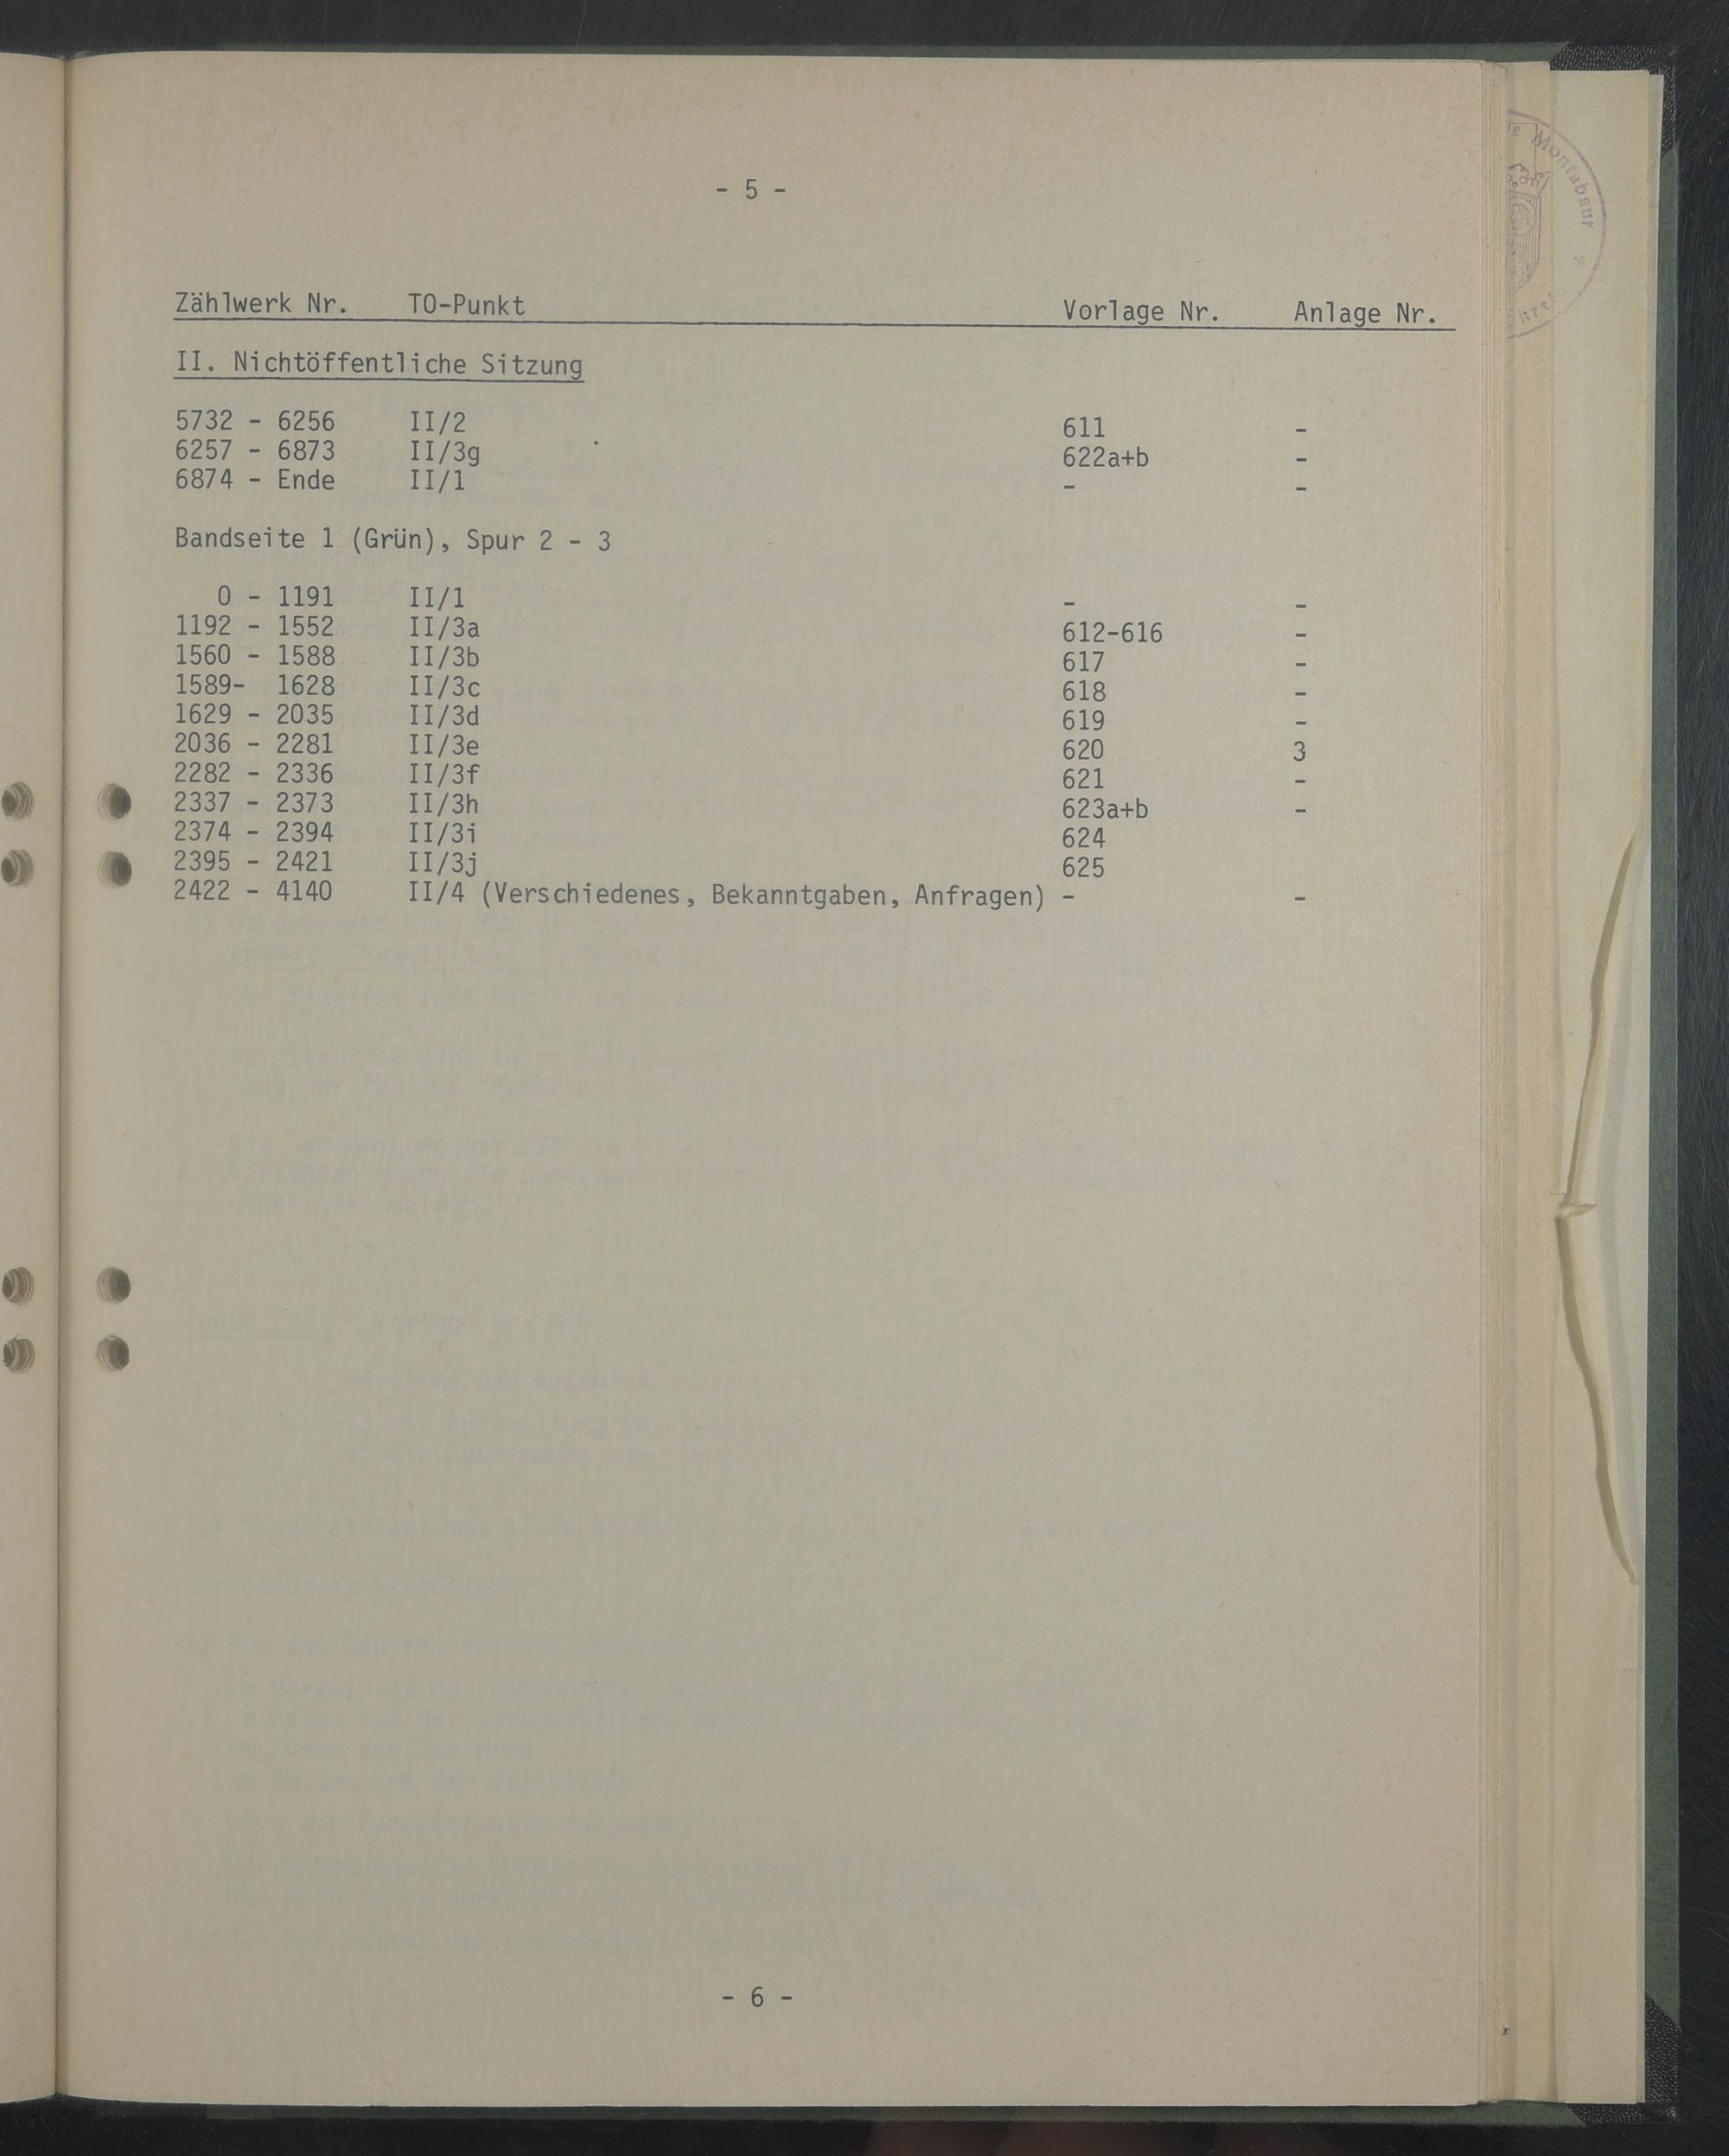 - 5 -
Zählwerk Nr. TO-Punkt Vorlage Nr. Anlage Nr.
II. Nichtöffentliche Sitzung
5732 - 6256 II/2 611 -
6257 - 6873 II/3g 622a+b -
6874 - Ende II/1 - -
Bandseite 1 (Grün), Spur 2 - 3
0 - 1191 II/1 - -
1192 - 1552 II/3a 612-616 -
1560 - 1588 II/3b 617 -
1589- 1628 II/3c 618 -
1629 - 2035 II/3d 619 -
2036 - 2281 II/3e 620 3
2282 - 2336 II/3f 621 -
2337 - 2373 II/3h 623a+b -
2374 - 2394 II/3i 624
2395 - 2421 II/3j 625
2422 - 4140 II/4 (Verschiedenes, Bekanntgaben, Anfragen) - -
- 6 -
Montabaur